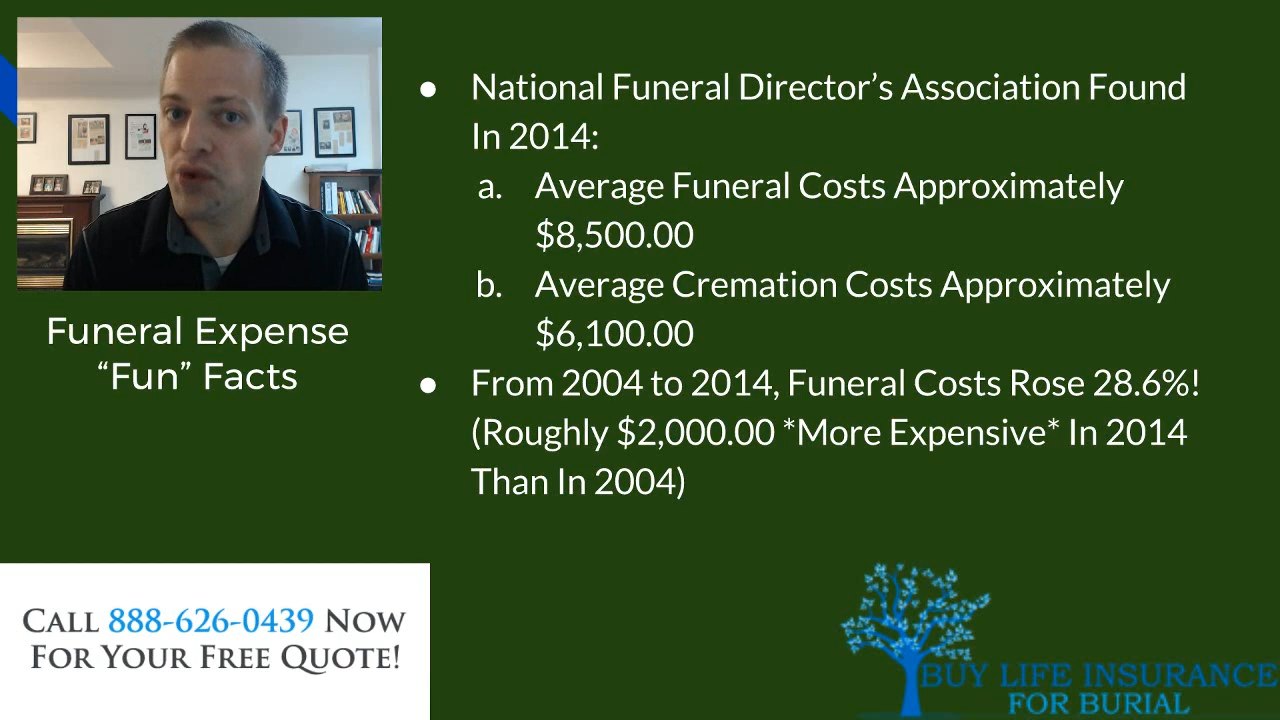 ● National Funeral Director's Association Found
In 2014:
a. Average Funeral Costs Approximately
$8,500.00
b. Average Cremation Costs Approximately
$6,100.00
● From 2004 to 2014, Funeral Costs Rose 28.6%!
(Roughly $2,000.00 *More Expensive* In 2014
Than In 2004)
Funeral Expense
“Fun” Facts
Call 888-626-0439 Now
For Your Free Quote!
BUY LIFE INSURANCE
FOR BURIAL